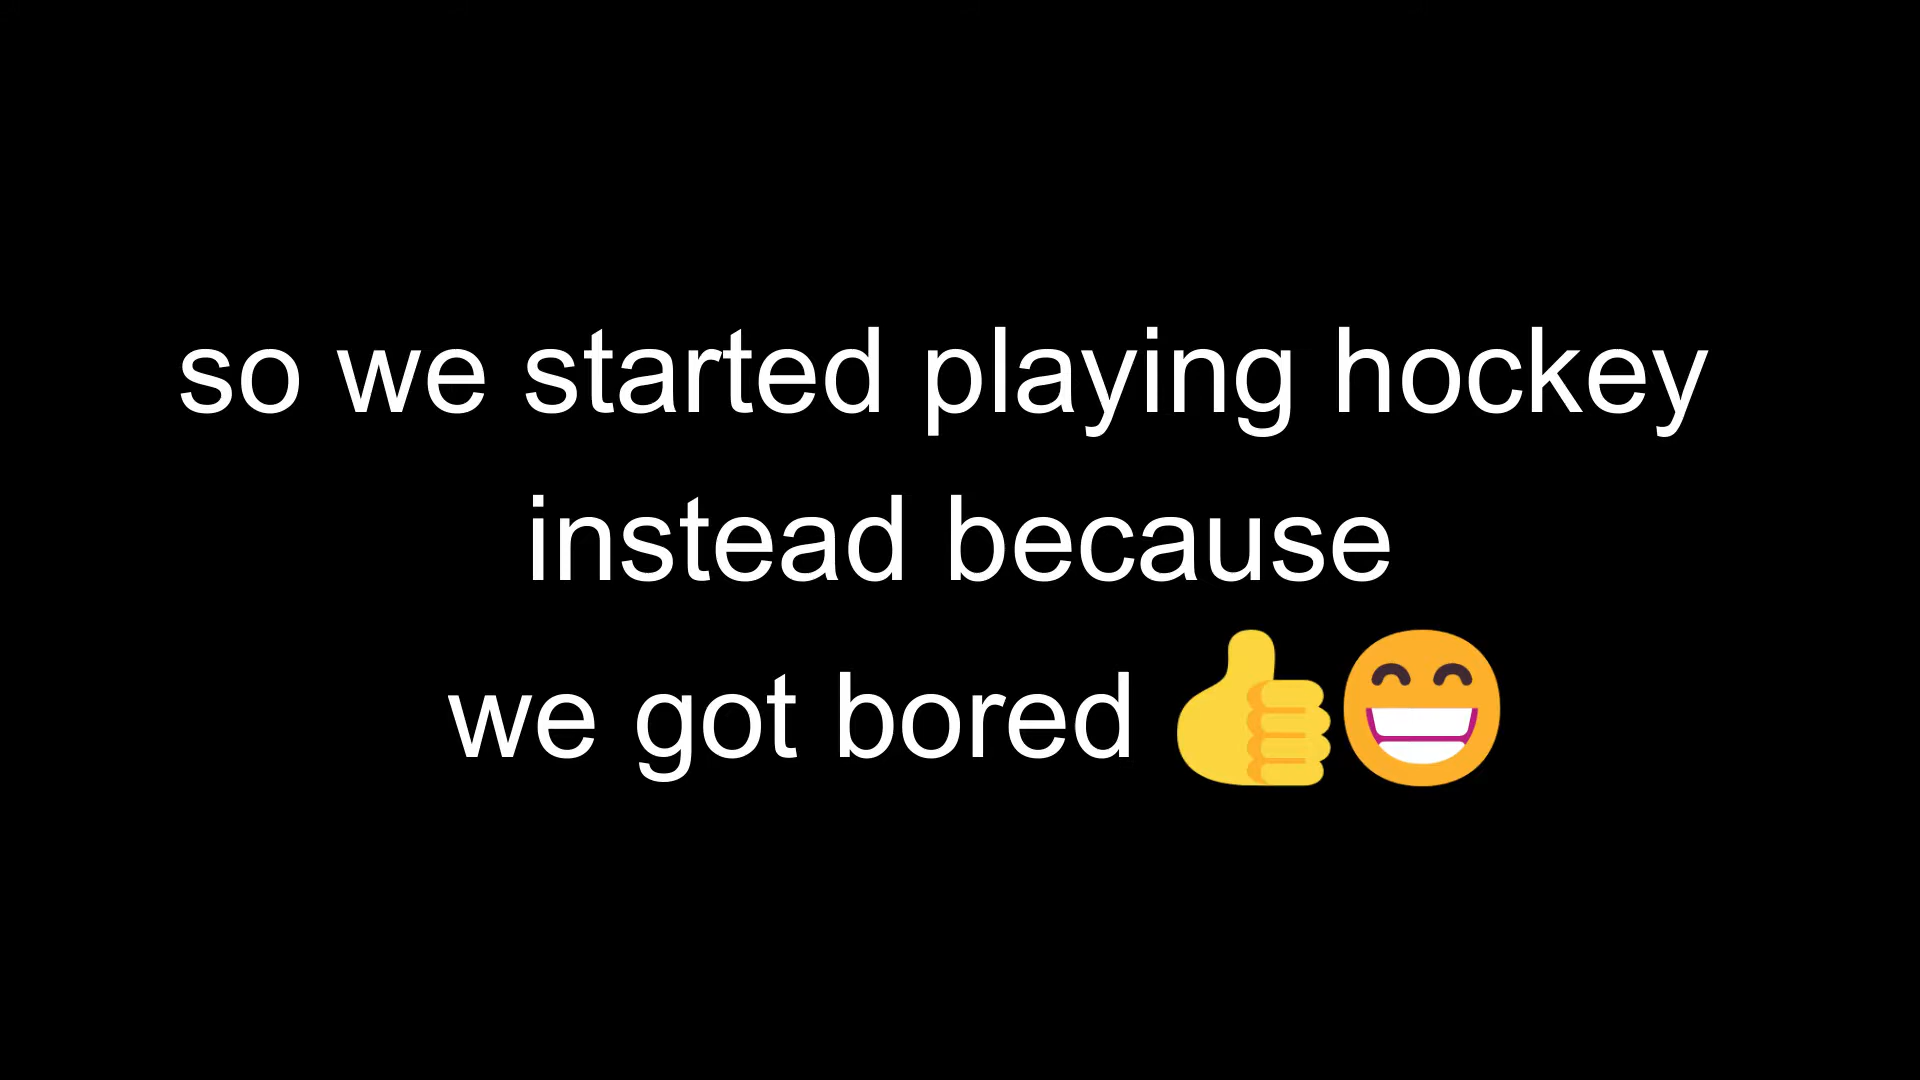 so we started playing hockey
instead because
we got bored 👍😁